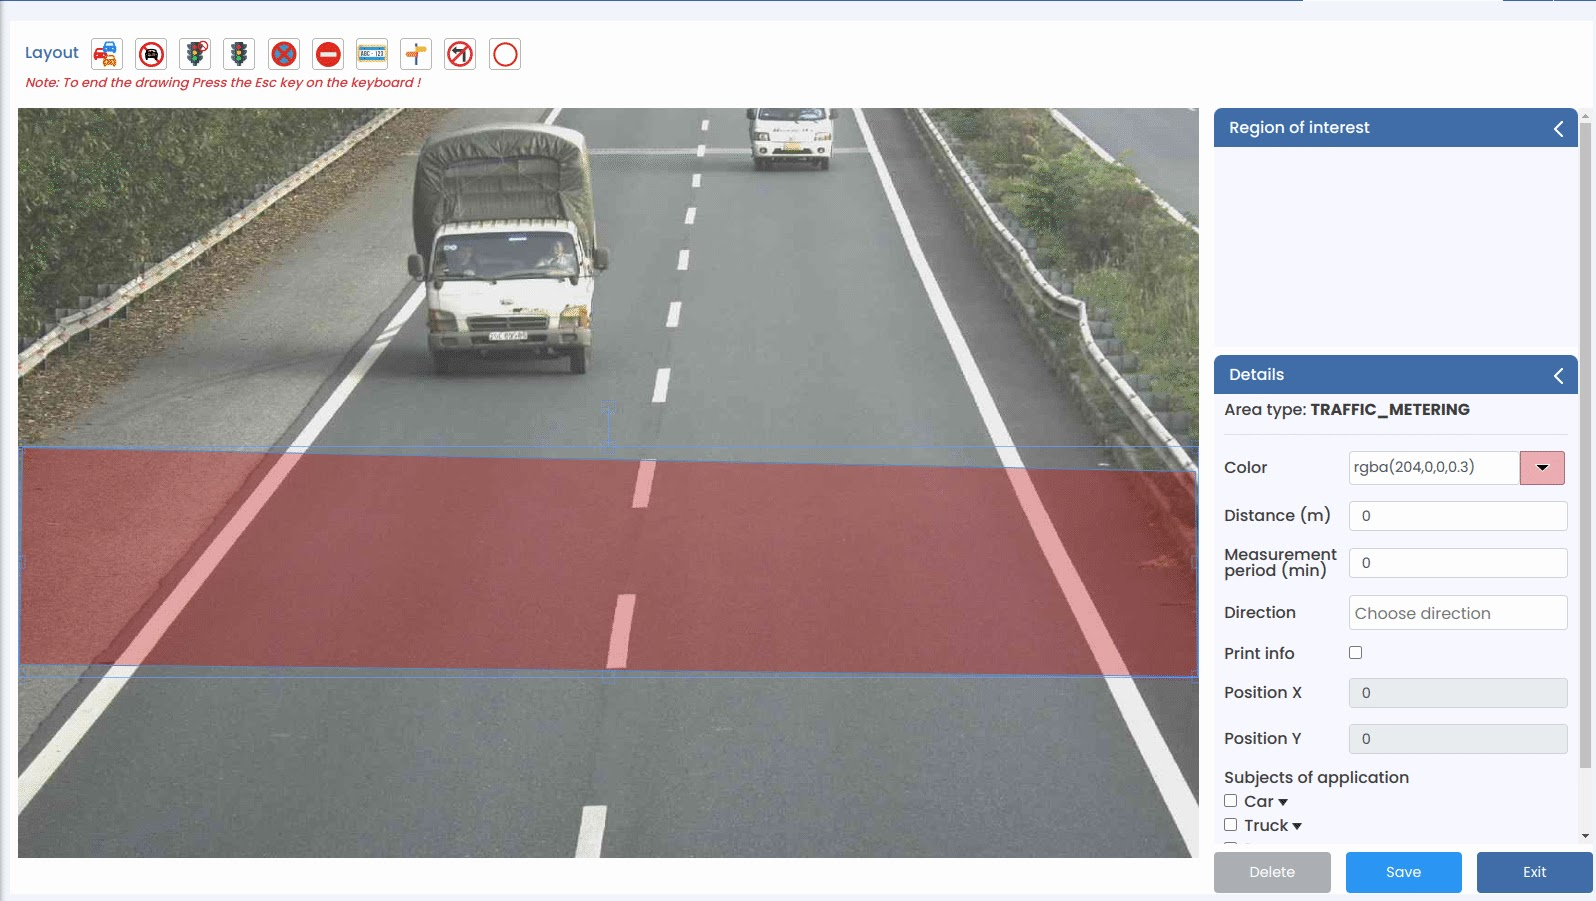 Layout
ABC - 123
Note: To end the drawing Press the Esc key on the keyboard !
Region of interest
Details
Area type: TRAFFIC_METERING
Color
rgba(204,0,0,0.3)
Distance (m)
0
Measurement
period (min)
0
Direction
Choose direction
Print info
Position X
0
Position Y
0
Subjects of application
Car
Truck
Delete
Save
Exit